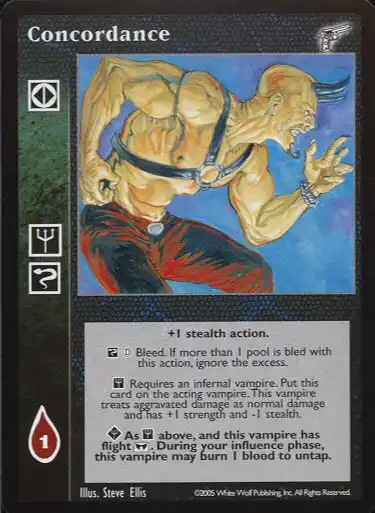 Concordance
+1 stealth action.
Bleed. If more than 1 pool is bled with
this action, ignore the excess.
Requires an infernal vampire. Put this
card on the acting vampire. This vampire
treats aggravated damage as normal damage
and has +1 strength and -1 stealth.
As above, and this vampire has
flight. During your influence phase,
this vampire may burn 1 blood to untap.
1
Illus. Steve Ellis
©2005 White Wolf Publishing, Inc. All Rights Reserved.